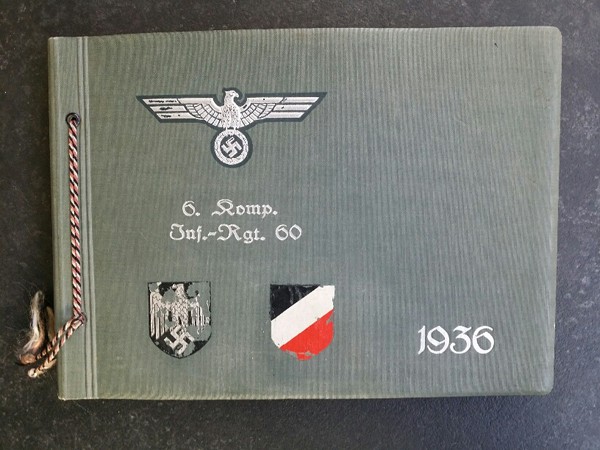 6. Komp.
Inf.-Rgt. 60
1936